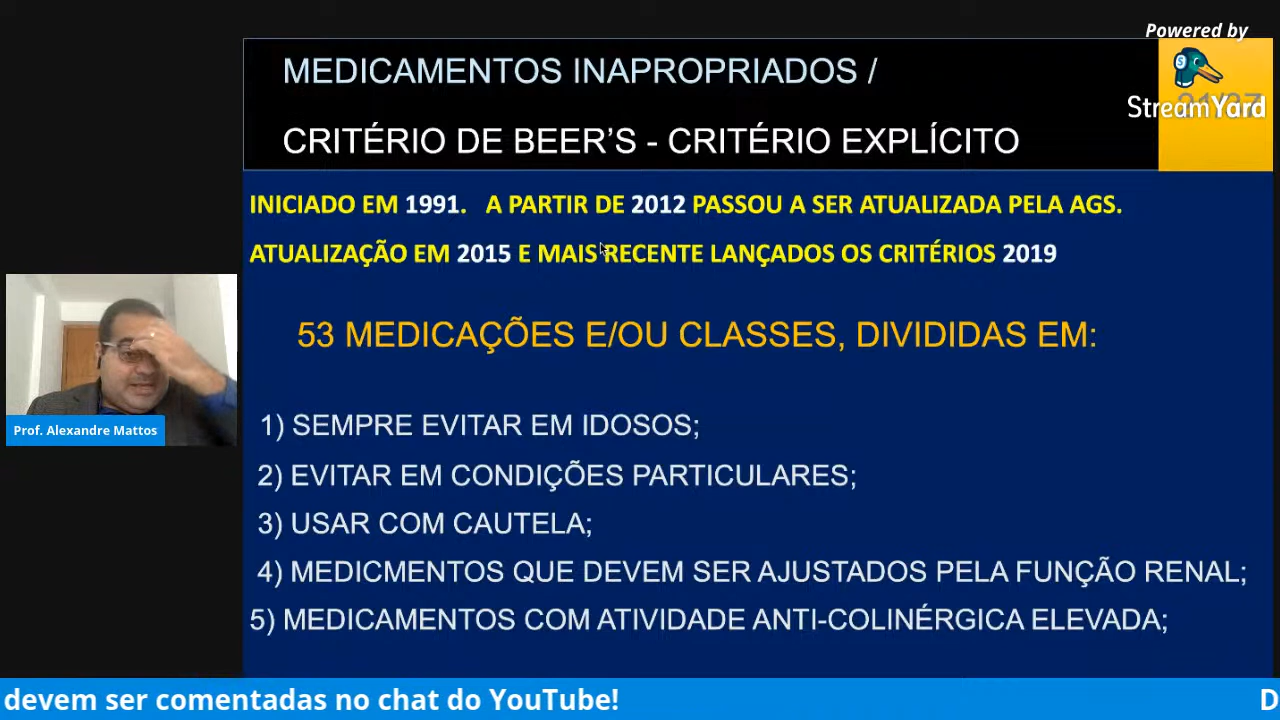 Powered by
StreamYard
MEDICAMENTOS INAPROPRIADOS /
CRITÉRIO DE BEER'S - CRITÉRIO EXPLÍCITO
INICIADO EM 1991. A PARTIR DE 2012 PASSOU A SER ATUALIZADA PELA AGS.
ATUALIZAÇÃO EM 2015 E MAIS RECENTE LANÇADOS OS CRITÉRIOS 2019
53 MEDICAÇÕES E/OU CLASSES, DIVIDIDAS EM:
1) SEMPRE EVITAR EM IDOSOS;
2) EVITAR EM CONDIÇÕES PARTICULARES;
3) USAR COM CAUTELA;
4) MEDICMENTOS QUE DEVEM SER AJUSTADOS PELA FUNÇÃO RENAL;
5) MEDICAMENTOS COM ATIVIDADE ANTI-COLINÉRGICA ELEVADA;
Prof. Alexandre Mattos
devem ser comentadas no chat do YouTube! D